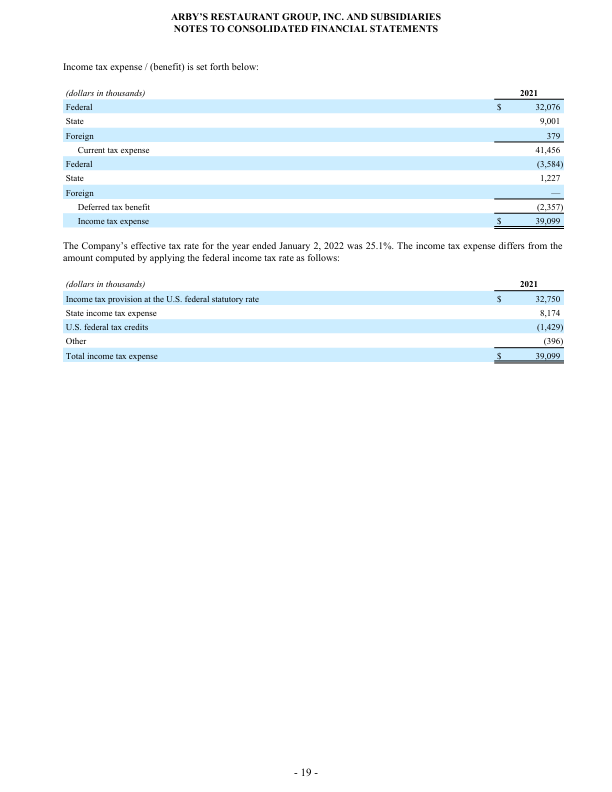 ARBY'S RESTAURANT GROUP, INC. AND SUBSIDIARIES
NOTES TO CONSOLIDATED FINANCIAL STATEMENTS
Income tax expense / (benefit) is set forth below:
(dollars in thousands) 2021
Federal $ 32,076
State 9,001
Foreign 379
Current tax expense 41,456
Federal (3,584)
State 1,227
Foreign —
Deferred tax benefit (2,357)
Income tax expense $ 39,099
The Company's effective tax rate for the year ended January 2, 2022 was 25.1%. The income tax expense differs from the
amount computed by applying the federal income tax rate as follows:
(dollars in thousands) 2021
Income tax provision at the U.S. federal statutory rate $ 32,750
State income tax expense 8,174
U.S. federal tax credits (1,429)
Other (396)
Total income tax expense $ 39,099
- 19 -